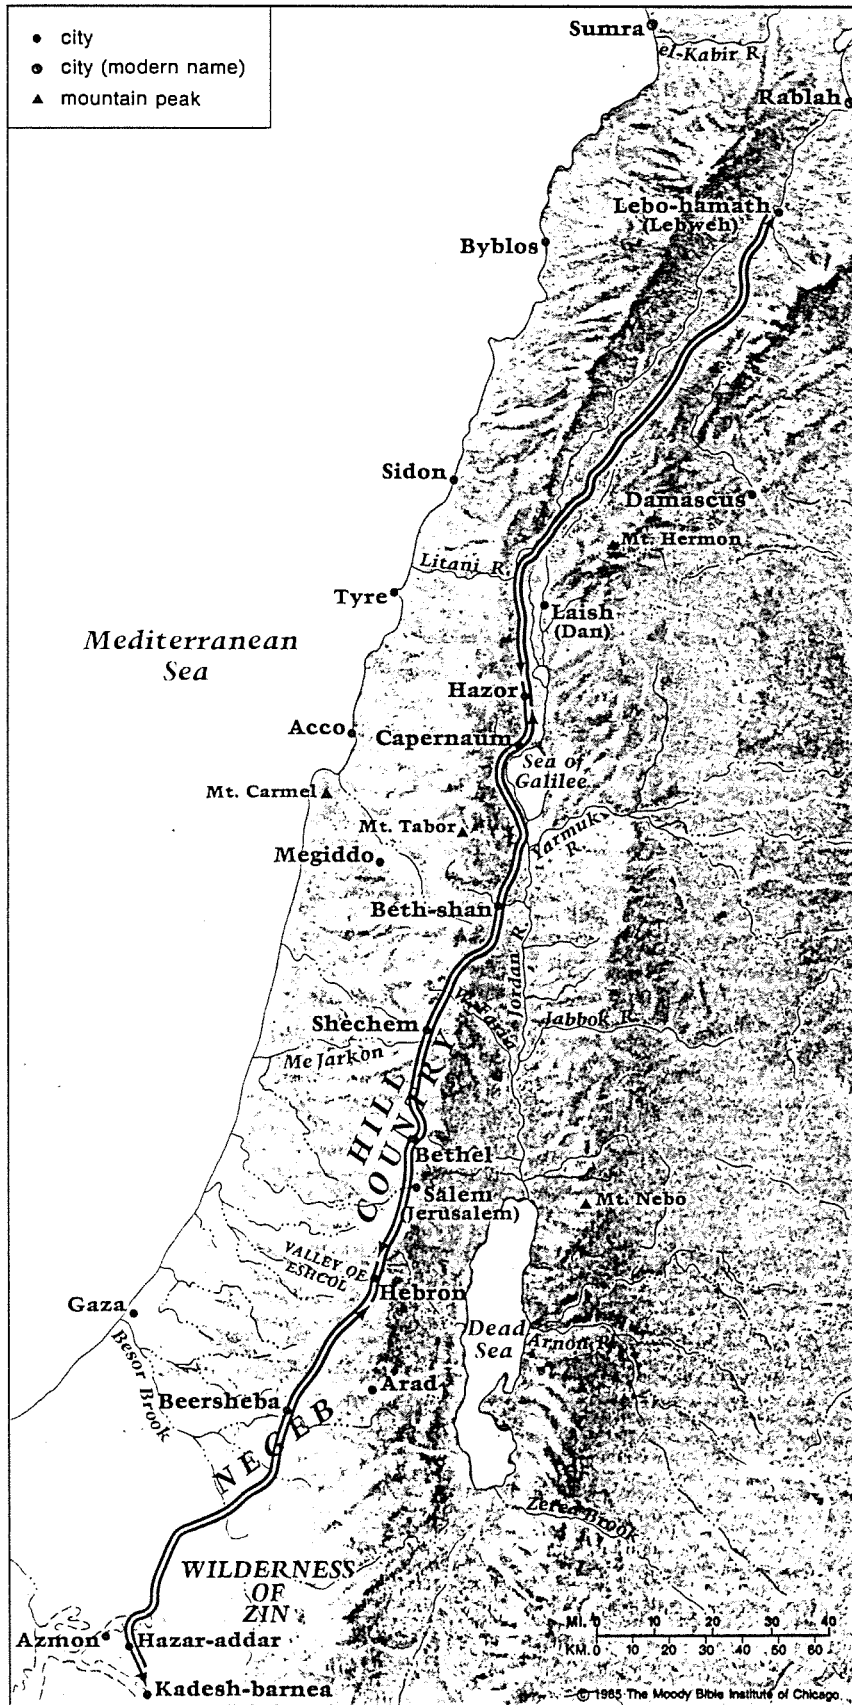 city
city (modern name)
mountain peak
Sumra
el-Kabir R.
Rablah
Lebo-hamath
(Lebweh)
Byblos
Sidon
Damascus
Mt. Hermon
Litani R.
Tyre
Laish
(Dan)
Mediterranean
Sea
Hazor
Acco
Capernaum
Sea of
Galilee
Mt. Carmel
Mt. Tabor
Yarmuk
R.
Megiddo
Beth-shan
Jordan R.
Shechem
Jabbok R.
Me Jarkon
HILL
COUNTRY
Bethel
Salem
(Jerusalem)
Mt. Nebo
VALLEY OF
ESHCOL
Hebron
Gaza
Dead
Sea
Arnon R.
Besor Brook
Arad
Beersheba
NEGEB
Zered Brook
WILDERNESS
OF
ZIN
MI. 0 10 20 30 40
Azmon
Hazar-addar
KM. 0 10 20 30 40 50 60
Kadesh-barnea
© 1985 The Moody Bible Institute of Chicago